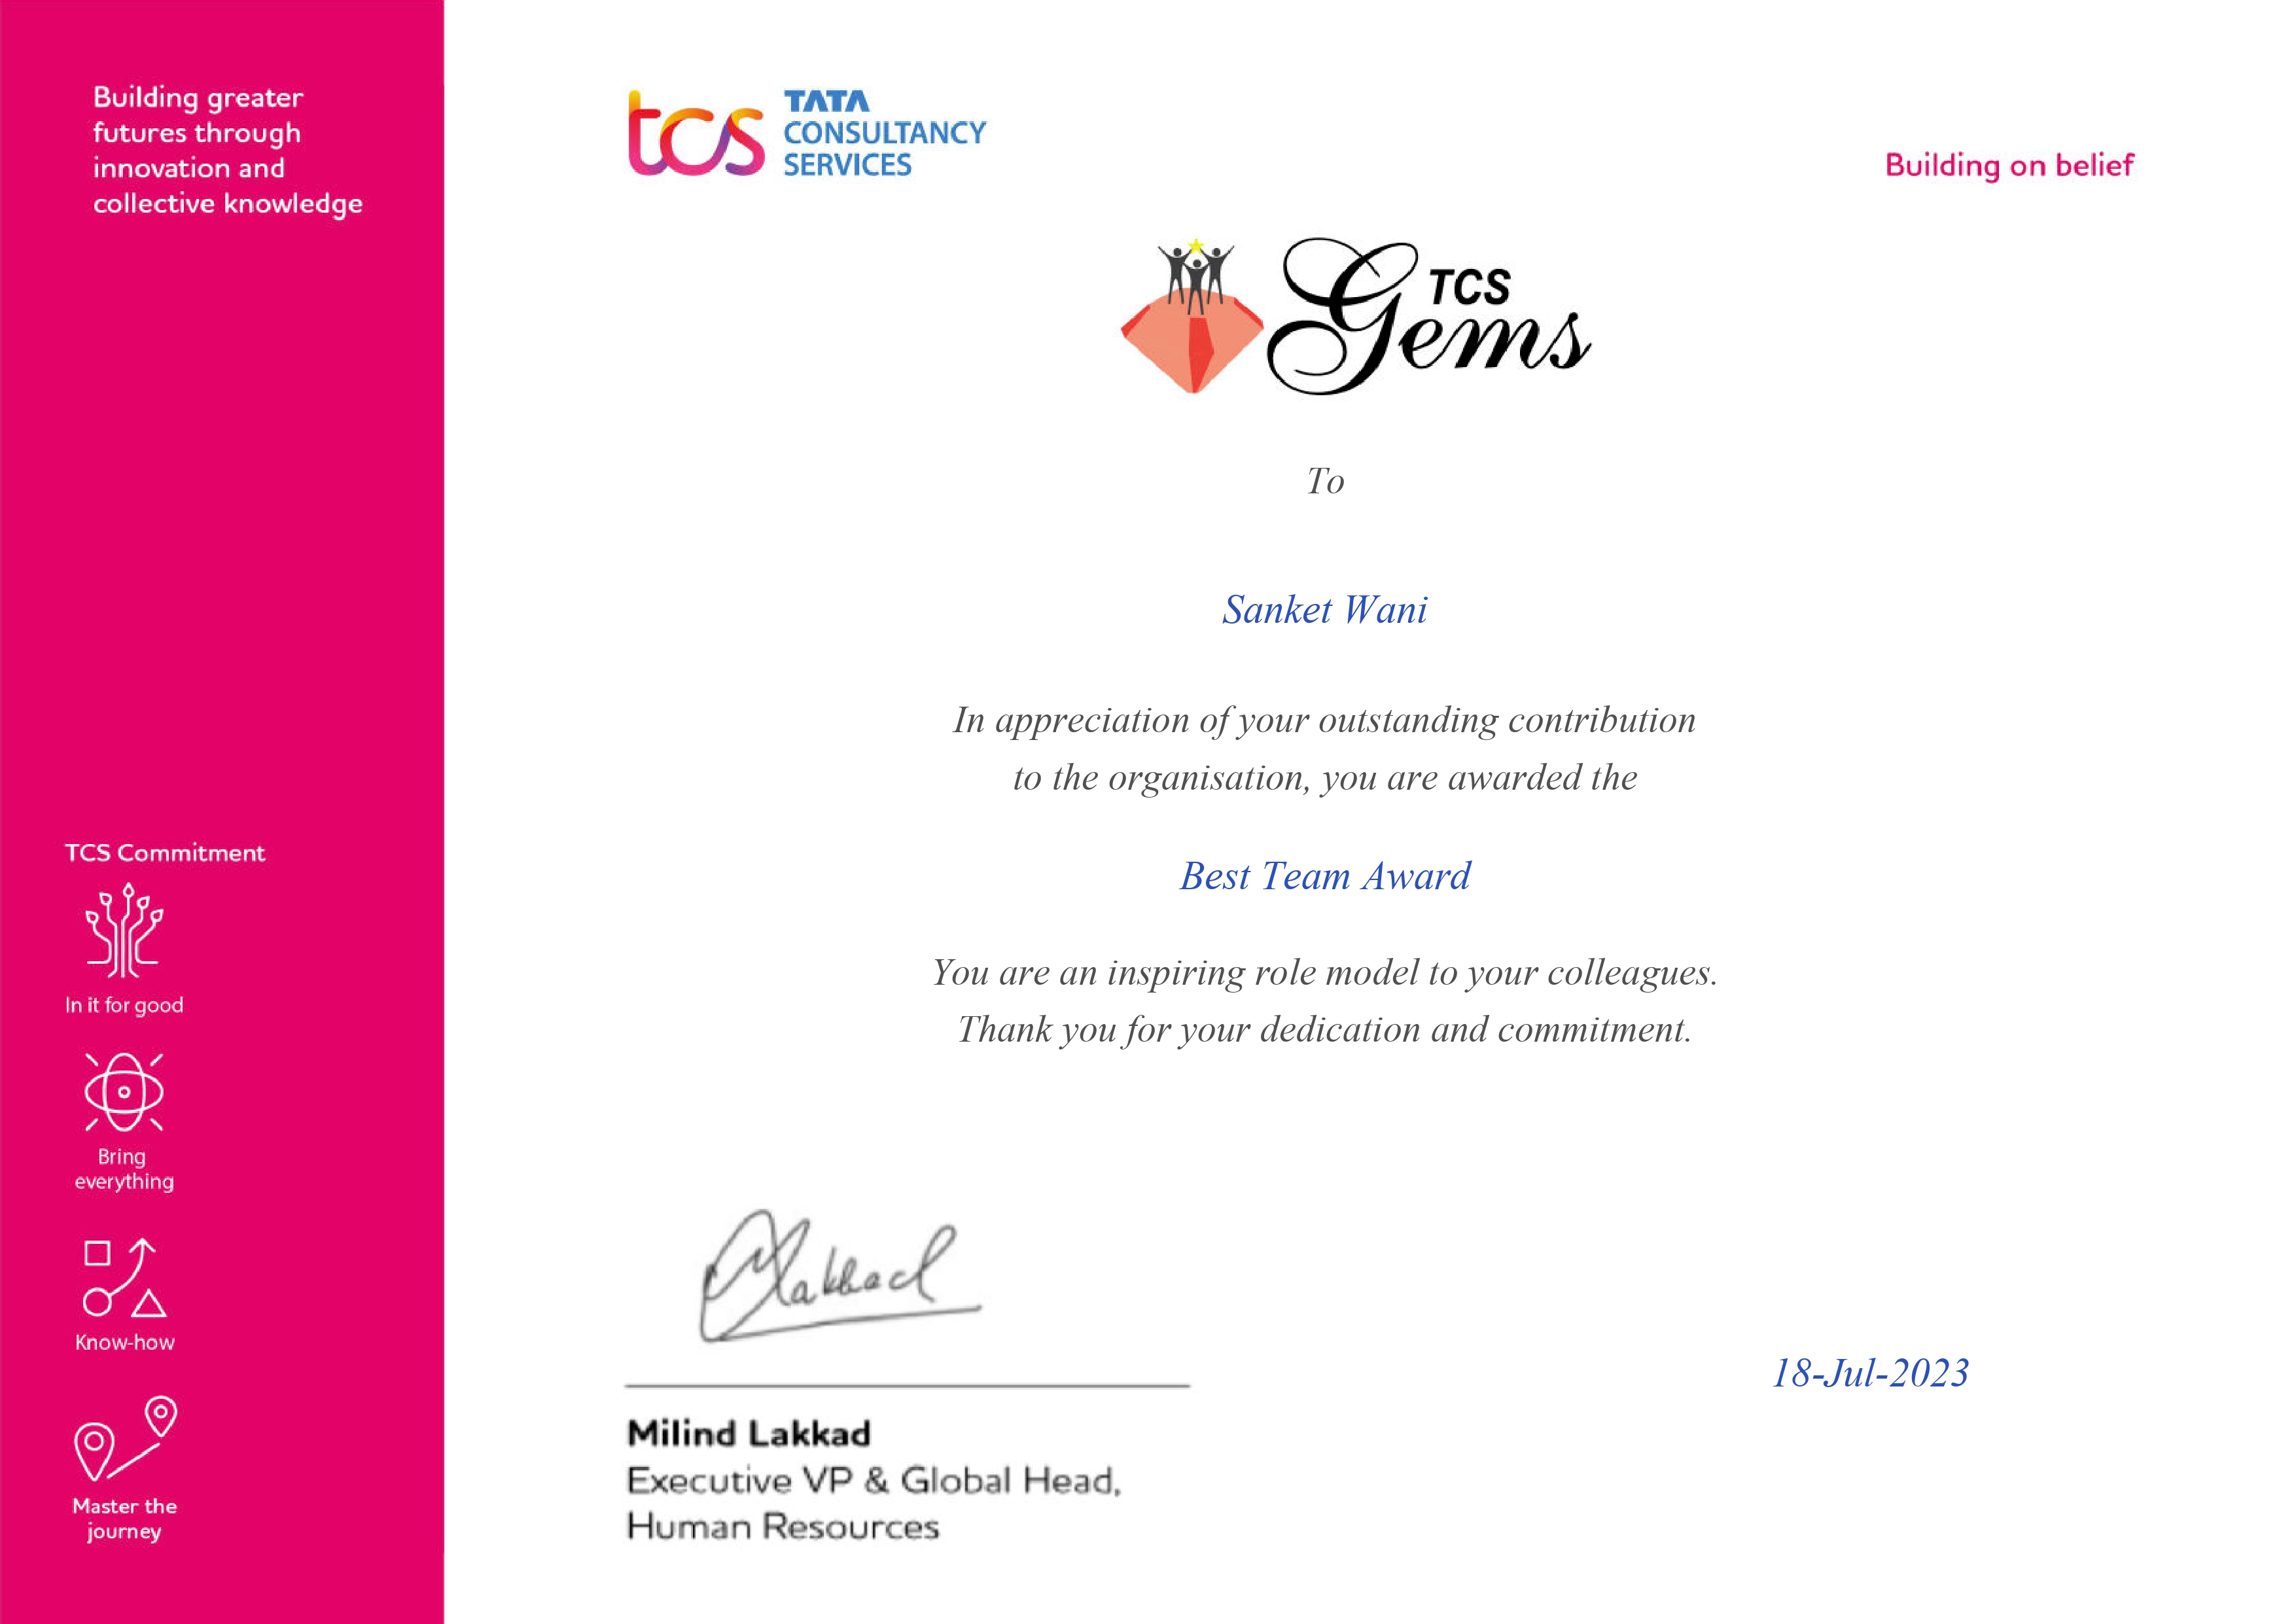 Building greater
futures through
innovation and
collective knowledge
tcs TATA
CONSULTANCY
SERVICES
Building on belief
TCS
Gems
To
Sanket Wani
In appreciation of your outstanding contribution
to the organisation, you are awarded the
Best Team Award
You are an inspiring role model to your colleagues.
Thank you for your dedication and commitment.
TCS Commitment
In it for good
Bring
everything
Know-how
Master the
journey
Lakkad
18-Jul-2023
Milind Lakkad
Executive VP & Global Head,
Human Resources